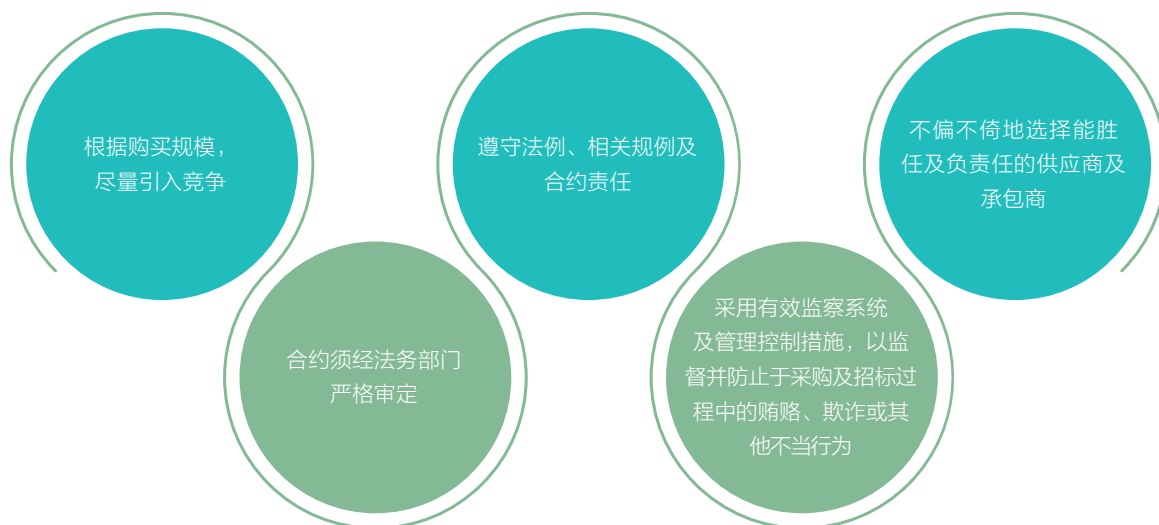 根据购买规模，
尽量引入竞争
合约须经法务部门
严格审定
遵守法例、相关规例及
合约责任
采用有效监察系统
及管理控制措施，以监
督并防止于采购及招标过
程中的贿赂、欺诈或其
他不当行为
不偏不倚地选择能胜
任及负责任的供应商及
承包商